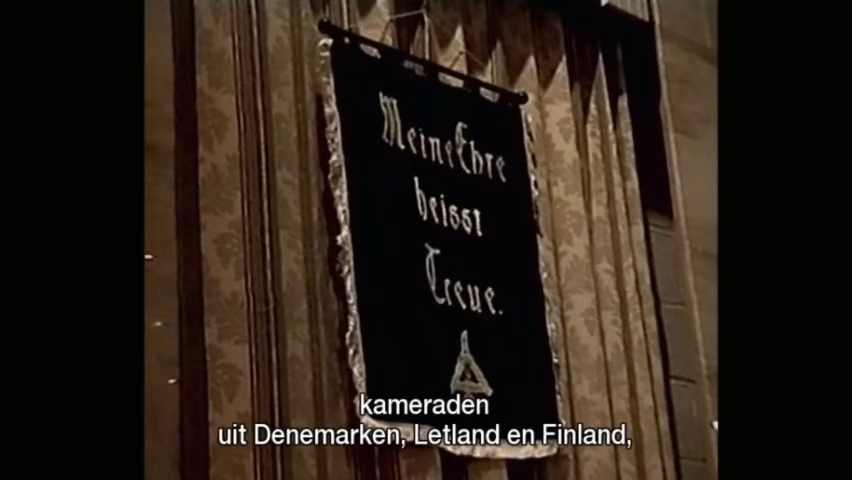 Meine Ehre
heisst
Treue.
kameraden
uit Denemarken, Letland en Finland,